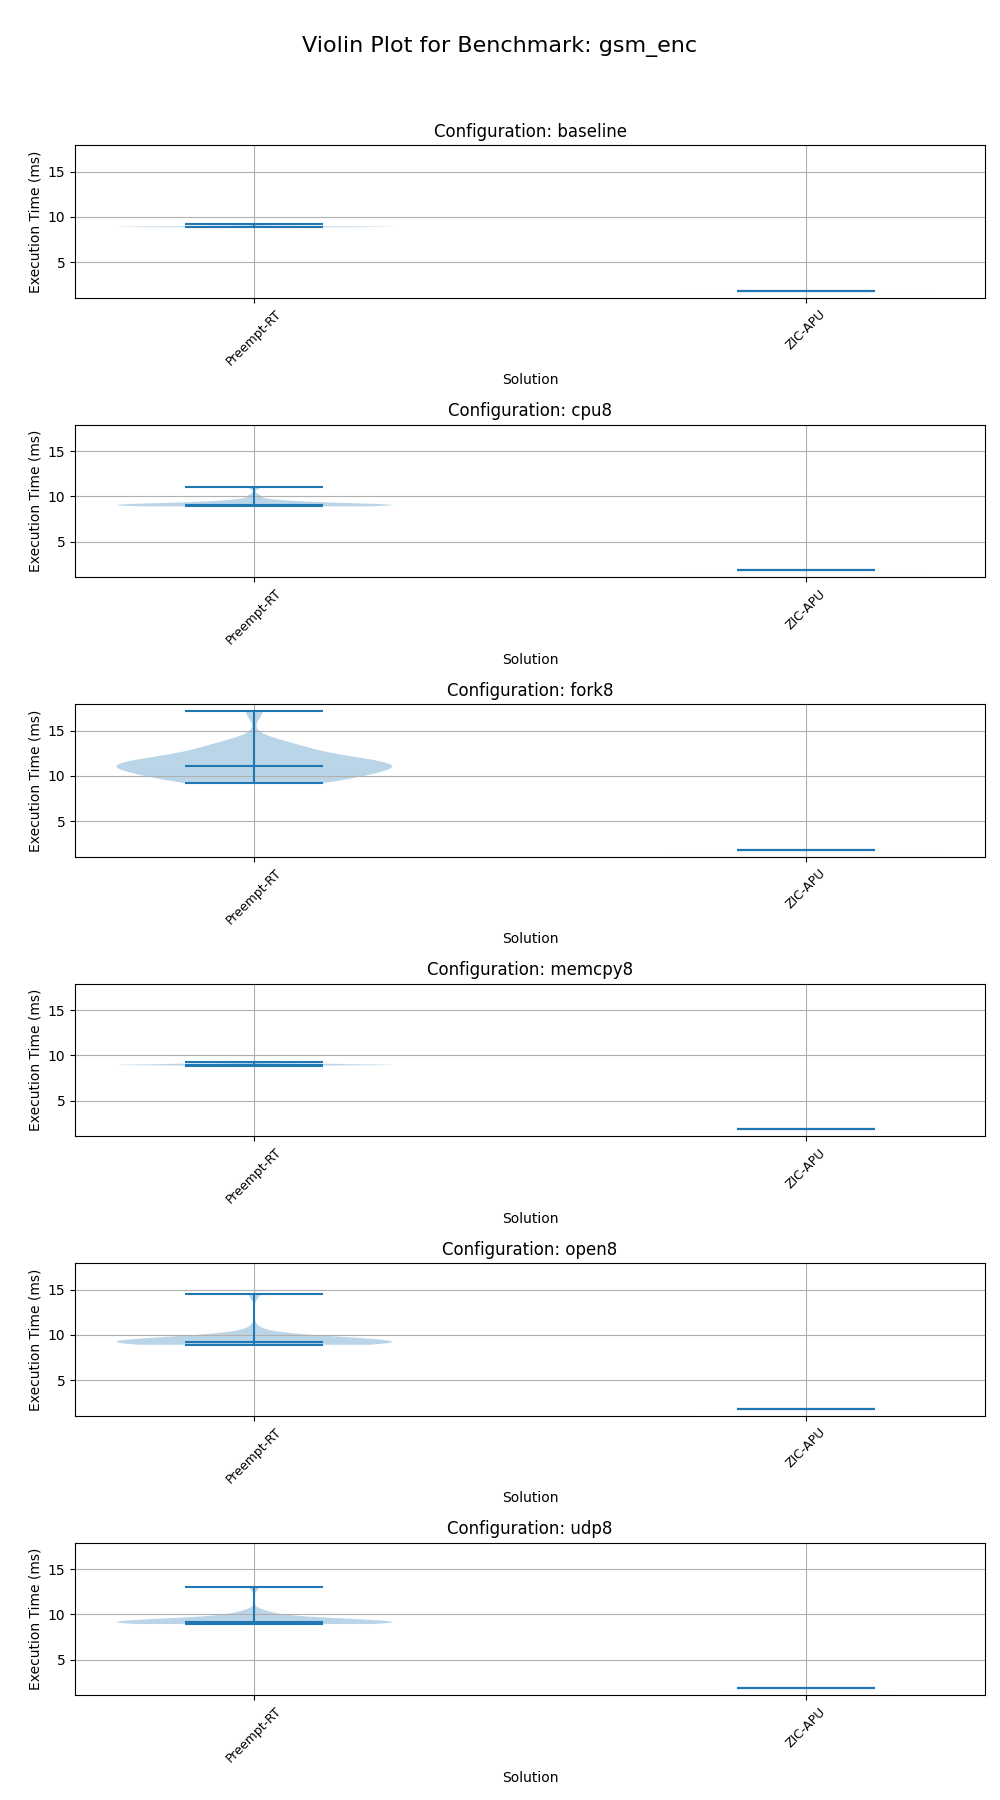 Violin Plot for Benchmark: gsm_enc
Configuration: baseline
Execution Time (ms)
15
10
5
Preempt-RT
ZIC-APU
Solution
Configuration: cpu8
Execution Time (ms)
15
10
5
Preempt-RT
ZIC-APU
Solution
Configuration: fork8
Execution Time (ms)
15
10
5
Preempt-RT
ZIC-APU
Solution
Configuration: memcpy8
Execution Time (ms)
15
10
5
Preempt-RT
ZIC-APU
Solution
Configuration: open8
Execution Time (ms)
15
10
5
Preempt-RT
ZIC-APU
Solution
Configuration: udp8
Execution Time (ms)
15
10
5
Preempt-RT
ZIC-APU
Solution